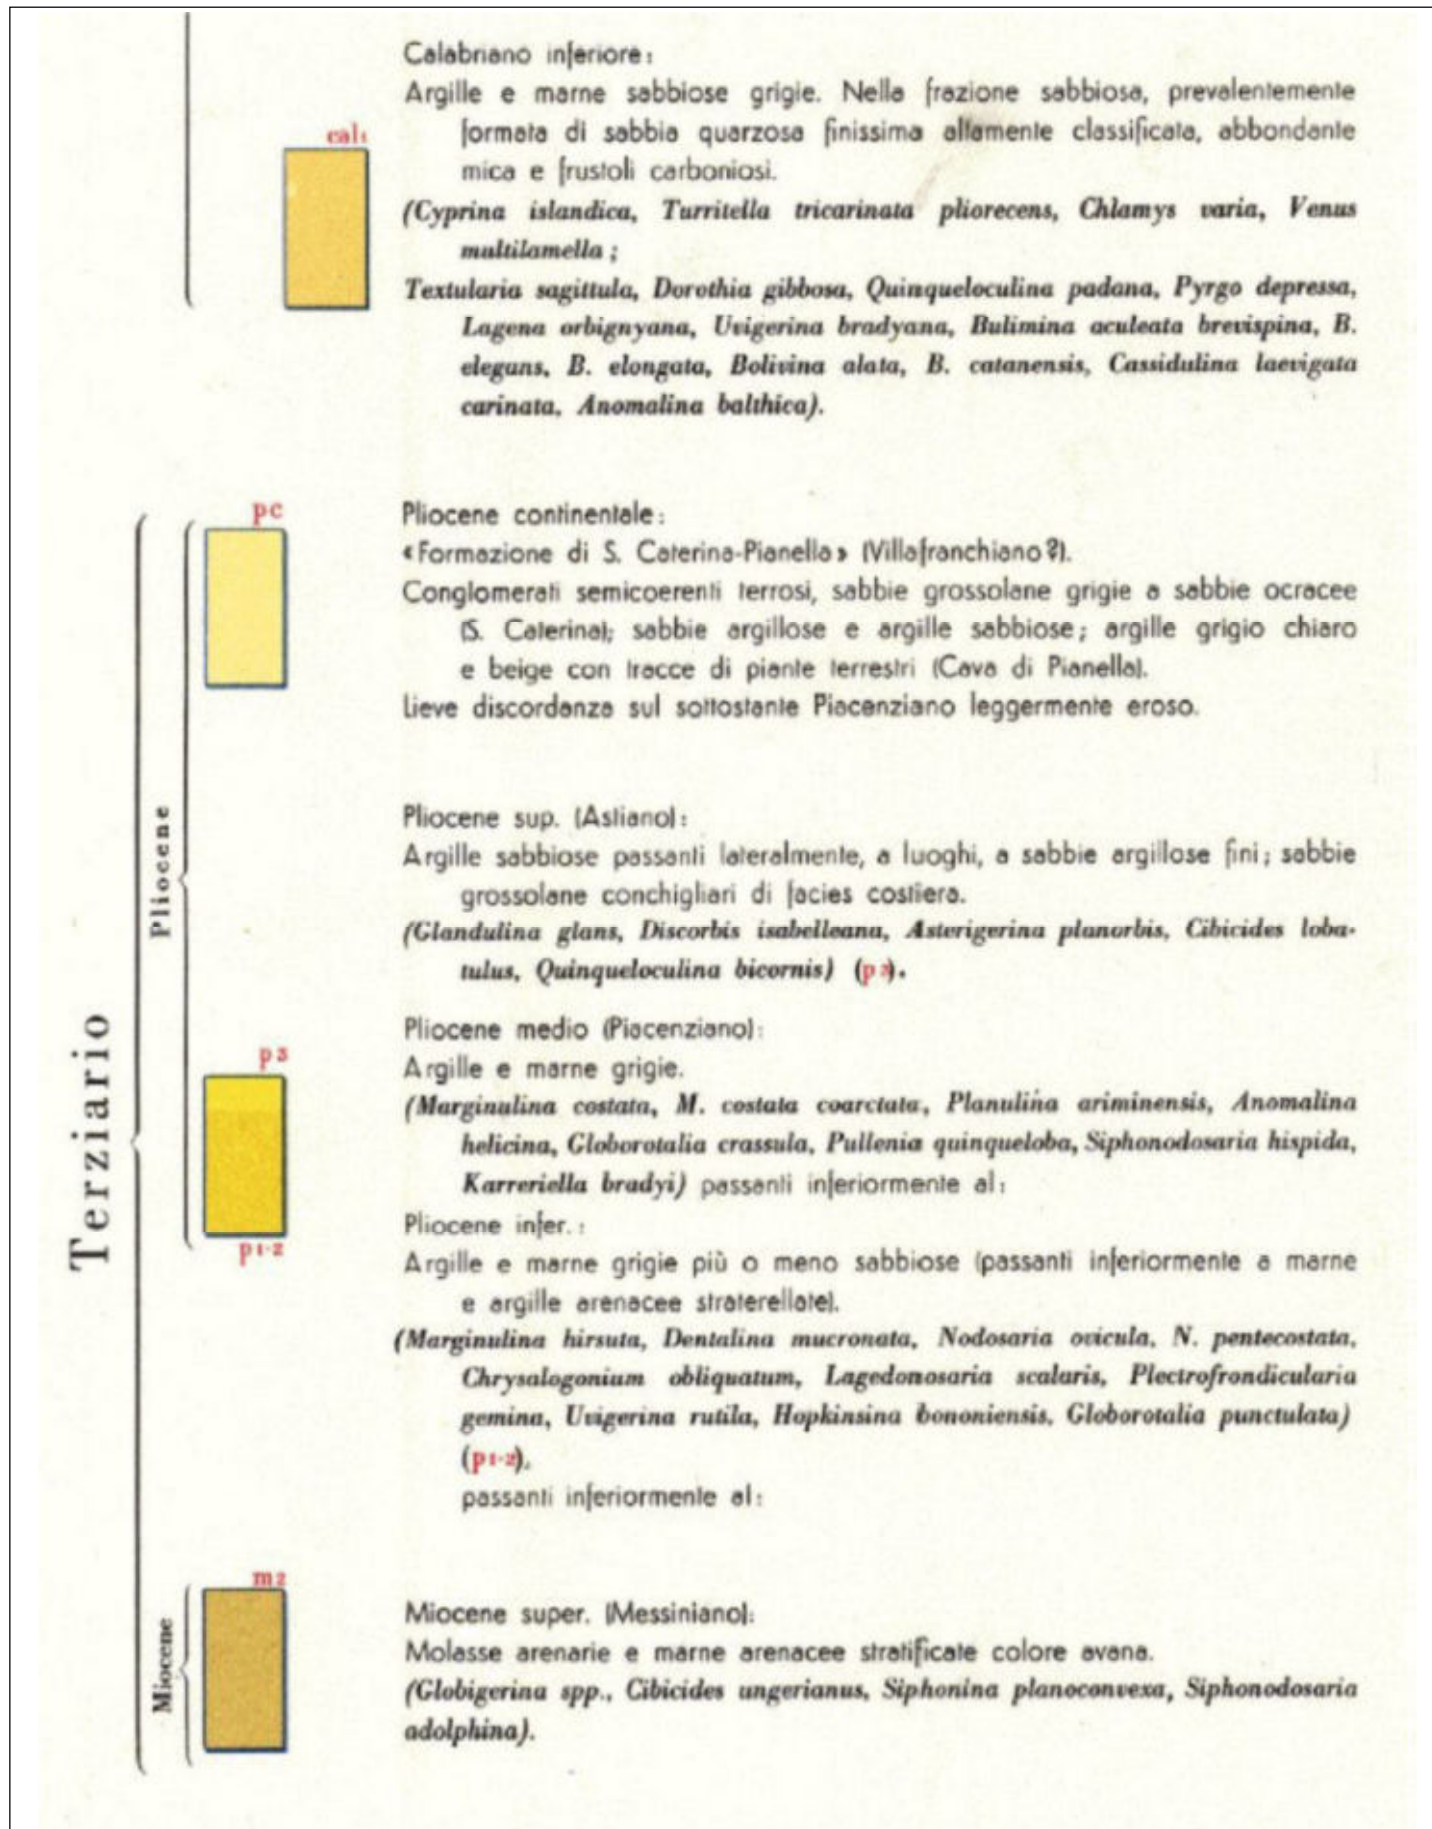 Calabriano inferiore:
cal1
Argille e marne sabbiose grigie. Nella frazione sabbiosa, prevalentemente
formata di sabbia quarzosa finissima altamente classificata, abbondante
mica e frustoli carboniosi.
(Cyprina islandica, Turritella tricarinata pliorecens, Chlamys varia, Venus
multilamella ;
Textularia sagittula, Dorothia gibbosa, Quinqueloculina padana, Pyrgo depressa,
Lagena orbignyana, Uvigerina bradyana, Bulimina aculeata brevispina, B.
elegans, B. elongata, Bolivina alata, B. catanensis, Cassidulina laevigata
carinata, Anomalina balthica).
Terziario
Pliocene
pc
Pliocene continentale:
«Formazione di S. Caterina-Pianella» (Villafranchiano?).
Conglomerati semicoerenti terrosi, sabbie grossolane grigie a sabbie ocracee
(S. Caterina); sabbie argillose e argille sabbiose; argille grigio chiaro
e beige con tracce di piante terrestri (Cava di Pianella).
Lieve discordanza sul sottostante Piacenziano leggermente eroso.
Pliocene sup. (Astiano):
Argille sabbiose passanti lateralmente, a luoghi, a sabbie argillose fini; sabbie
grossolane conchigliari di facies costiera.
(Glandulina glans, Discorbis isabelleana, Asterigerina planorbis, Cibicides loba-
tulus, Quinqueloculina bicornis) (p3).
p3
Pliocene medio (Piacenziano):
Argille e marne grigie.
(Marginulina costata, M. costata coarctata, Planulina ariminensis, Anomalina
helicina, Globorotalia crassula, Pullenia quinqueloba, Siphonodosaria hispida,
Karreriella bradyi) passanti inferiormente al:
p1-2
Pliocene infer.:
Argille e marne grigie più o meno sabbiose (passanti inferiormente a marne
e argille arenacee straterellate).
(Marginulina hirsuta, Dentalina mucronata, Nodosaria ovicula, N. pentecostata,
Chrysalogonium obliquatum, Lagedonosaria scalaris, Plectrofrondicularia
gemina, Uvigerina rutila, Hopkinsina bononiensis, Globorotalia punctulata)
(p1-2),
passanti inferiormente al:
Miocene
m2
Miocene super. (Messiniano):
Molasse arenarie e marne arenacee stratificate colore avana.
(Globigerina spp., Cibicides ungerianus, Siphonina planoconvexa, Siphonodosaria
adolphina).